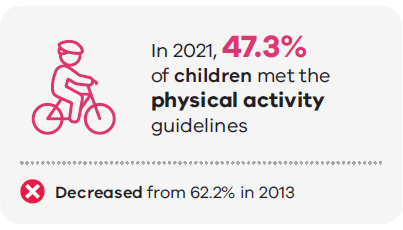 In 2021, 47.3%
of children met the
physical activity
guidelines
Decreased from 62.2% in 2013